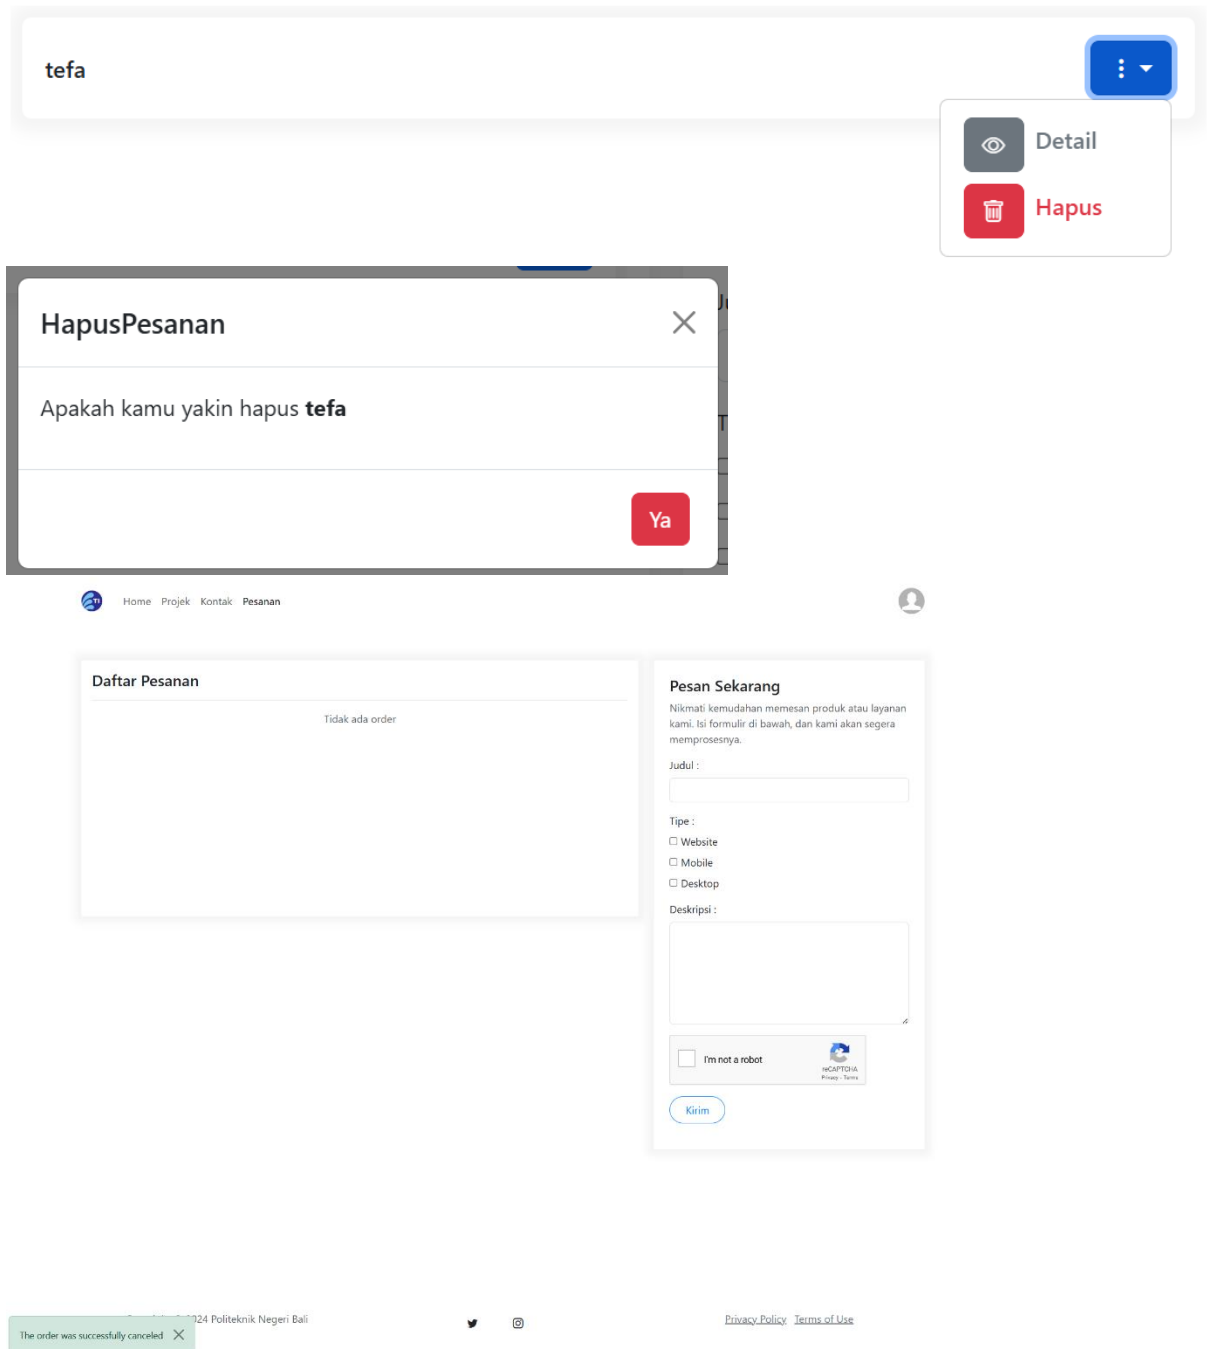 tefa
Detail
Hapus
HapusPesanan
Apakah kamu yakin hapus tefa
Ya
TI
Home Projek Kontak Pesanan
Daftar Pesanan
Tidak ada order
Pesan Sekarang
Nikmati kemudahan memesan produk atau layanan
kami. Isi formulir di bawah, dan kami akan segera
memprosesnya.
Judul :
Tipe :
Website
Mobile
Desktop
Deskripsi :
I'm not a robot
reCAPTCHA
Privacy - Terms
Kirim
24 Politeknik Negeri Bali
Privacy Policy Terms of Use
The order was successfully canceled